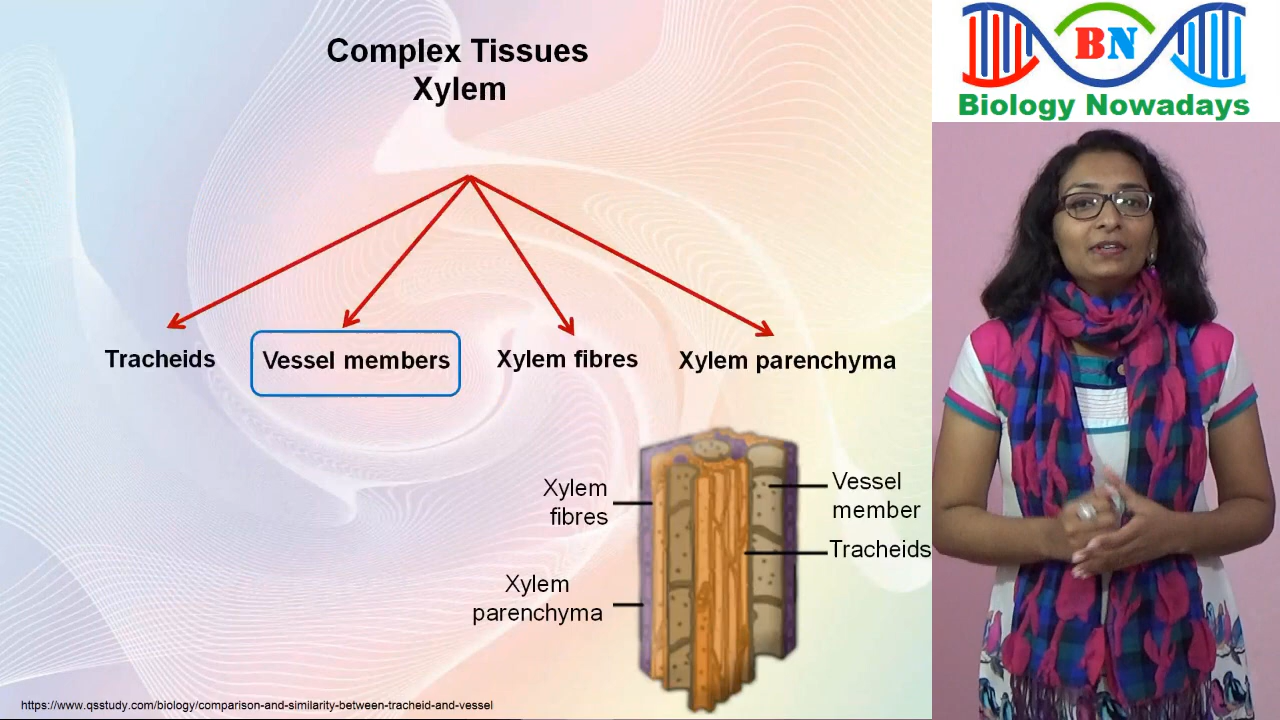 Complex Tissues
Xylem
BN
Biology Nowadays
Tracheids
Vessel members
Xylem fibres
Xylem parenchyma
Xylem
fibres
Vessel
member
Tracheids
Xylem
parenchyma
https://www.qsstudy.com/biology/comparison-and-similarity-between-tracheid-and-vessel